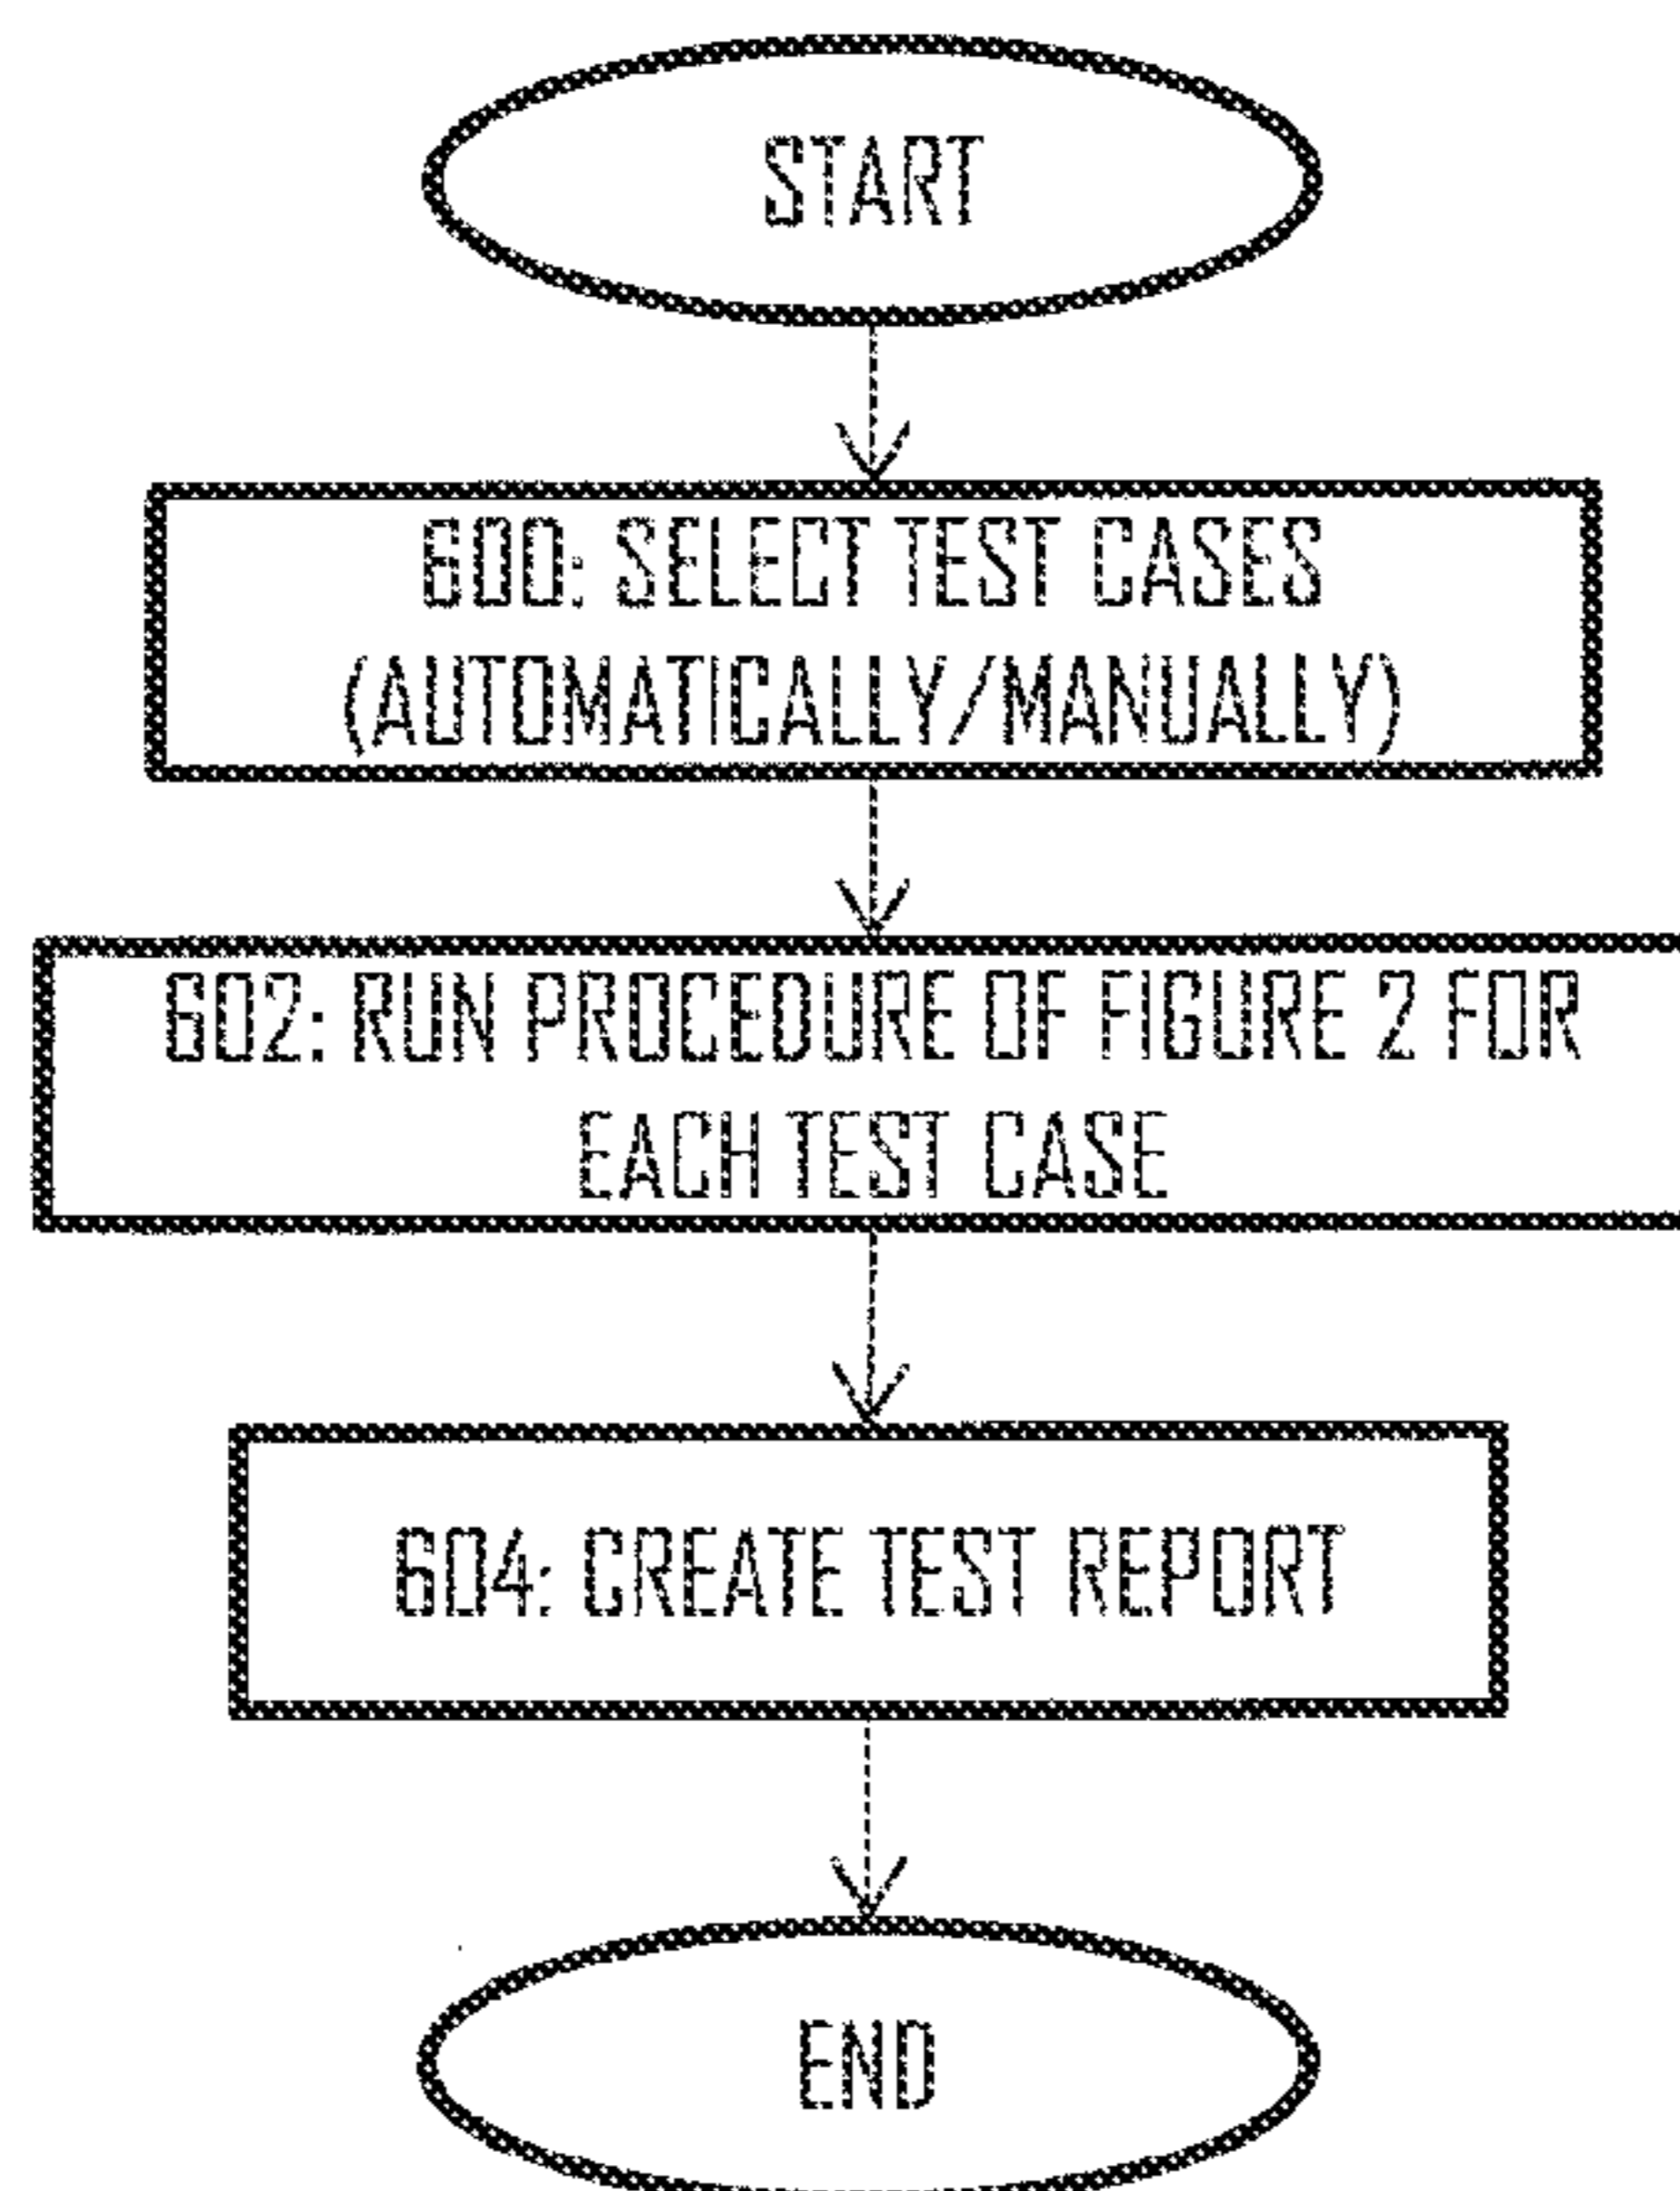 START
600: SELECT TEST CASES
(AUTOMATICALLY/MANUALLY)
602: RUN PROCEDURE OF FIGURE 2 FOR
EACH TEST CASE
604: CREATE TEST REPORT
END